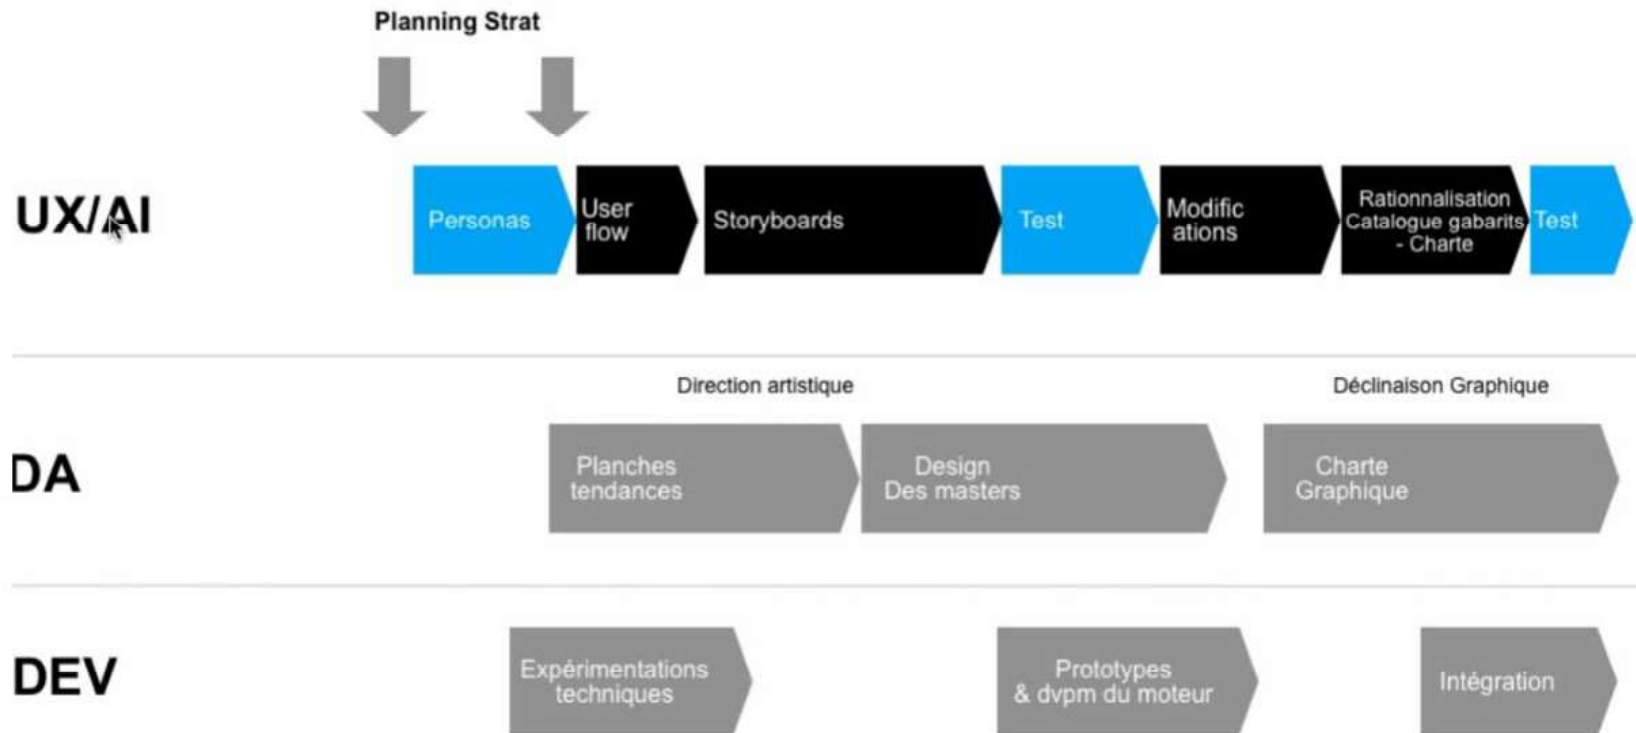 Planning Strat
UX/AI
Personas
User
flow
Storyboards
Test
Modific
ations
Rationnalisation
Catalogue gabarits
- Charte
Test
Direction artistique
Déclinaison Graphique
DA
Planches
tendances
Design
Des masters
Charte
Graphique
DEV
Expérimentations
techniques
Prototypes
& dvpm du moteur
Intégration